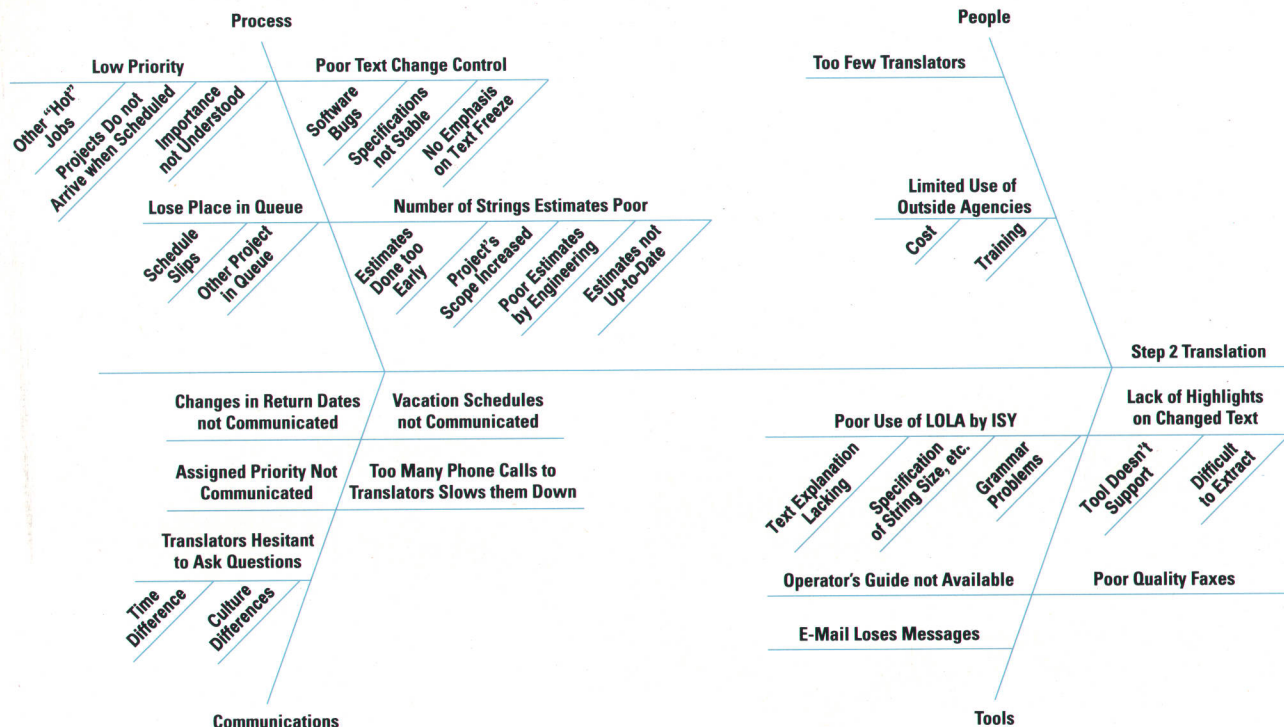 Process
Low Priority
Other "Hot"
Jobs
Projects Do not
Arrive when Scheduled
Importance
not Understood
Poor Text Change Control
Software
Bugs
Specifications
not Stable
No Emphasis
on Text Freeze
Lose Place in Queue
Schedule
Slips
Other Project
in Queue
Number of Strings Estimates Poor
Estimates
Done too
Early
Project's
Scope Increased
Poor Estimates
by Engineering
Estimates not
Up-to-Date
People
Too Few Translators
Limited Use of
Outside Agencies
Cost
Training
Step 2 Translation
Changes in Return Dates
not Communicated
Vacation Schedules
not Communicated
Assigned Priority Not
Communicated
Too Many Phone Calls to
Translators Slows them Down
Translators Hesitant
to Ask Questions
Time
Difference
Culture
Differences
Communications
Poor Use of LOLA by ISY
Text Explanation
Lacking
Specification
of String Size, etc.
Grammar
Problems
Lack of Highlights
on Changed Text
Tool Doesn't
Support
Difficult
to Extract
Operator's Guide not Available
Poor Quality Faxes
E-Mail Loses Messages
Tools